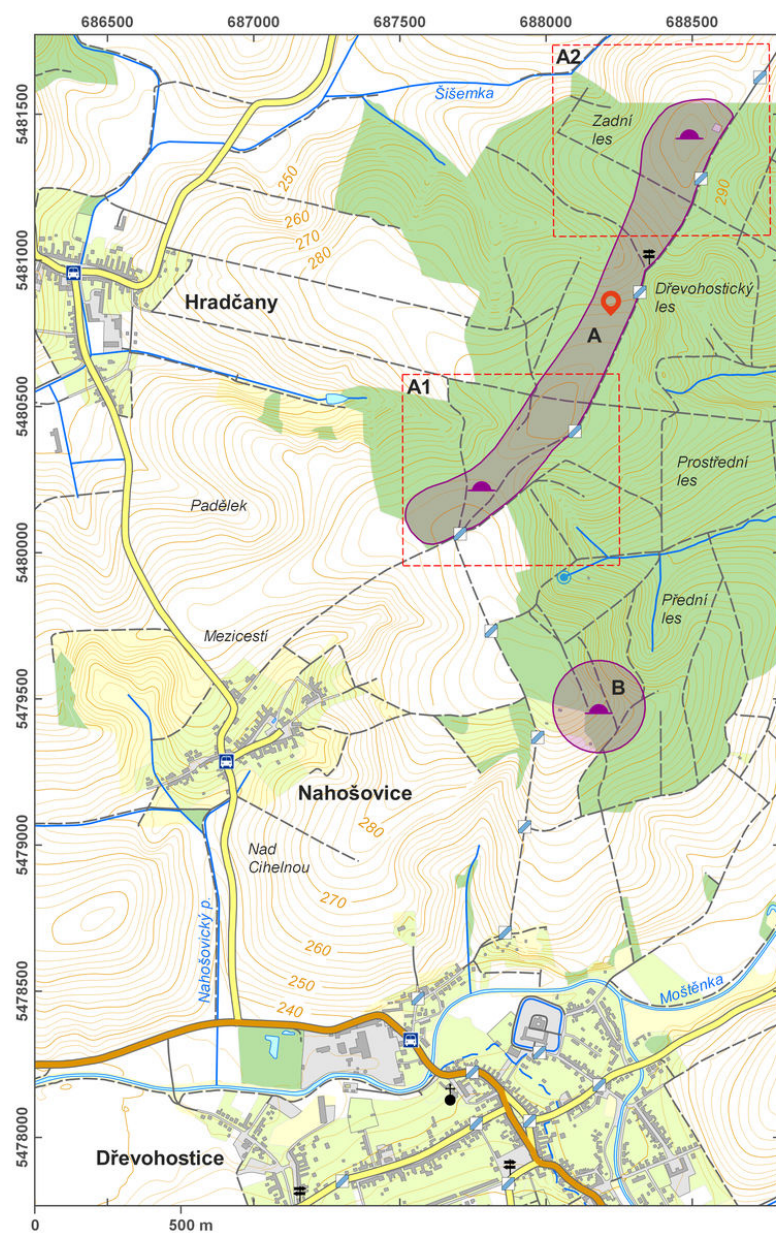 686500
687000
687500
688000
688500
5481500
5481000
5480500
5480000
5479500
5479000
5478500
5478000
A2
Šišemka
Zadní
les
250
260
270
280
290
Hradčany
Dřevohostický
les
A
A1
Prostřední
les
Padělek
Přední
les
Mezicestí
B
Nahošovice
280
Nad
Cihelnou
270
260
250
240
Nahošovický p.
Moštěnka
Dřevohostice
0
500 m